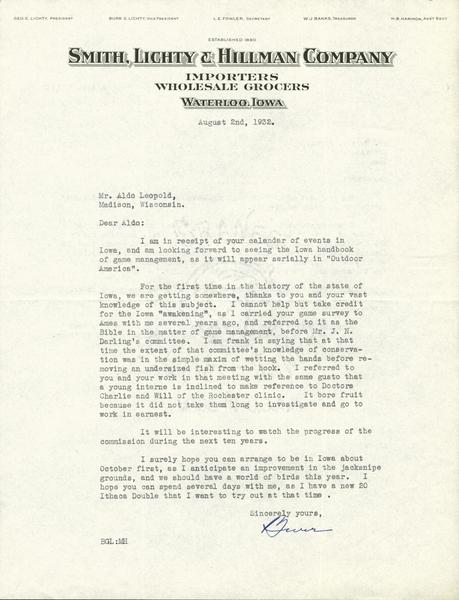 GEO. E. LICHTY, PRESIDENT BURR G. LICHTY, VICE PRESIDENT L. E. FOWLER, SECRETARY W. J. BANKS, TREASURER H. B. HARMON, ASST SECY
ESTABLISHED 1880
SMITH, LICHTY & HILLMAN COMPANY
IMPORTERS
WHOLESALE GROCERS
WATERLOO, IOWA
August 2nd, 1932.
Mr. Aldo Leopold,
Madison, Wisconsin.
Dear Aldo:
I am in receipt of your calendar of events in
Iowa, and am looking forward to seeing the Iowa handbook
of game management, as it will appear serially in "Outdoor
America".
For the first time in the history of the state of
Iowa, we are getting somewhere, thanks to you and your vast
knowledge of this subject. I cannot help but take credit
for the Iowa "awakening", as I carried your game survey to
Ames with me several years ago, and referred to it as the
Bible in the matter of game management, before Mr. J. N.
Darling's committee. I am frank in saying that at that
time the extent of that committee's knowledge of conserva-
tion was in the simple maxim of wetting the hands before re-
moving an undersized fish from the hook. I referred to
you and your work in that meeting with the same gusto that
a young interne is inclined to make reference to Doctors
Charlie and Will of the Rochester clinic. It bore fruit
because it did not take them long to investigate and go to
work in earnest.
It will be interesting to watch the progress of the
commission during the next ten years.
I surely hope you can arrange to be in Iowa about
October first, as I anticipate an improvement in the jacksnipe
grounds, and we should have a world of birds this year. I
hope you can spend several days with me, as I have a new 20
Ithaca Double that I want to try out at that time .
Sincerely yours,
BGL:MH